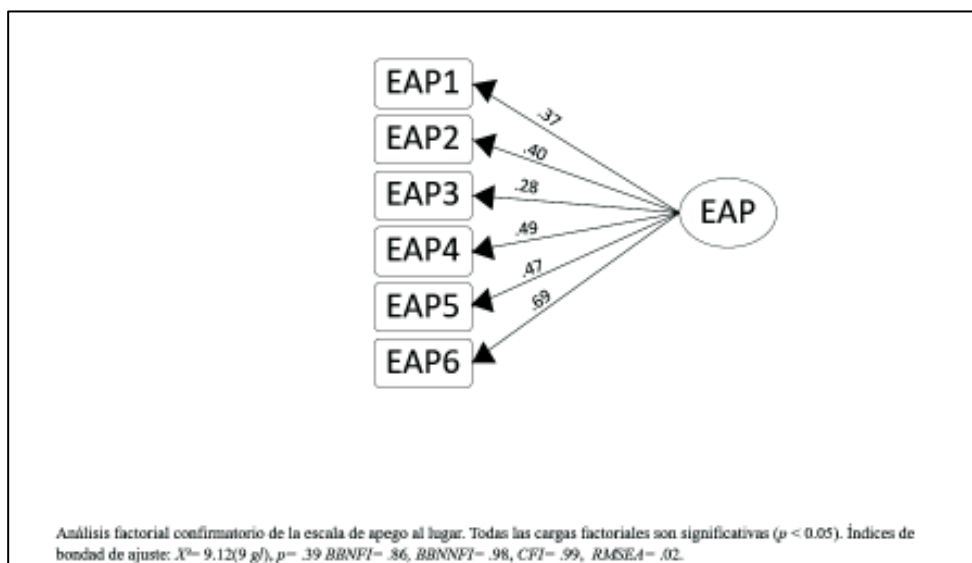 EAP1
.37
EAP2
.40
EAP3
.28
EAP
EAP4
.49
EAP5
.47
.69
EAP6
Análisis factorial confirmatorio de la escala de apego al lugar. Todas las cargas factoriales son significativas (p < 0.05). Índices de
bondad de ajuste: X²= 9.12(9 gl), p= .39 BBNFI= .86, BBNNFI= .98, CFI= .99, RMSEA= .02.